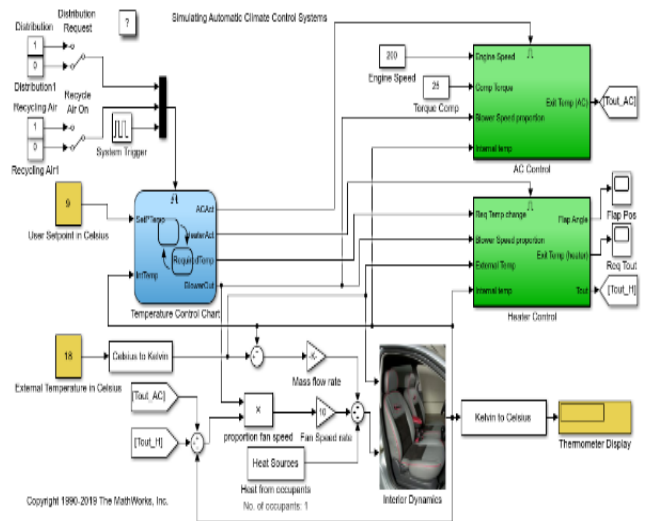 Simulating Automatic Climate Control Systems
Distribution
Distribution
Request
?
1
0
Distribution1
Recycling Air
Recycle
Air On
1
0
Recycling Air1
System Trigger
200
Engine Speed
25
Torque Comp
Engine Speed
Comp Torque
Blower Speed proportion
Internal temp
Exit Temp (AC)
AC Control
[Tout_AC]
9
User Setpoint in Celsius
SetPTemp
IntTemp
ACAct
HeaterAct
RequiredTemp
BlowerOut
Temperature Control Chart
Req Temp change
Blower Speed proportion
External Temp
Internal temp
Flap Angle
Exit Temp (heater)
Tout
Heater Control
Flap Pos
Req Tout
[Tout_H]
18
External Temperature in Celsius
Celsius to Kelvin
-K-
Mass flow rate
[Tout_AC]
[Tout_H]
×
proportion fan speed
10
Fan Speed rate
Heat Sources
Heat from occupants
No. of occupants: 1
Interior Dynamics
Kelvin to Celsius
Thermometer Display
Copyright 1990-2019 The MathWorks, Inc.